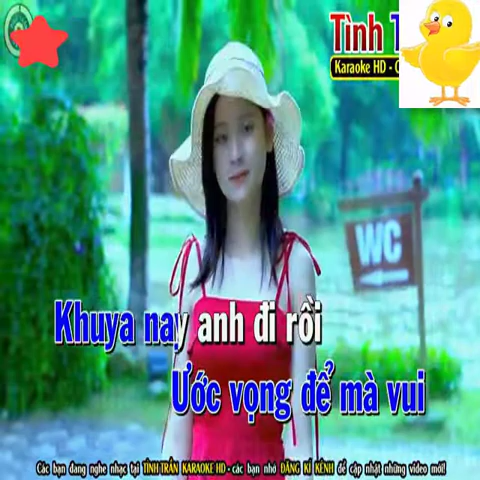 Tình T
Karaoke HD - C
WC
Khuya nay anh đi rồi
Ước vọng để mà vui
Các bạn đang nghe nhạc tại TÌNH TRẦN KARAOKE HD - các bạn nhớ ĐĂNG KÍ KÊNH để cập nhật những video mới!